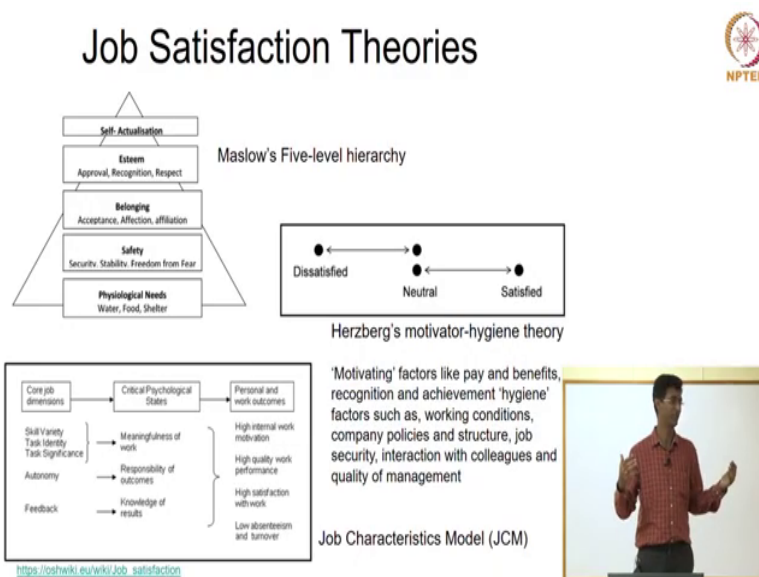 Job Satisfaction Theories
NPTEL
Self- Actualisation
Esteem
Approval, Recognition, Respect
Belonging
Acceptance, Affection, affiliation
Safety
Security, Stability, Freedom from Fear
Physiological Needs
Water, Food, Shelter
Maslow's Five-level hierarchy
Dissatisfied
Neutral
Satisfied
Herzberg's motivator-hygiene theory
'Motivating' factors like pay and benefits,
recognition and achievement 'hygiene'
factors such as, working conditions,
company policies and structure, job
security, interaction with colleagues and
quality of management
Core job
dimensions
Critical Psychological
States
Personal and
work outcomes
Skill Variety
Task Identity
Task Significance
Meaningfulness of
work
Autonomy
Responsibility of
outcomes
Feedback
Knowledge of
results
High internal work
motivation
High quality work
performance
High satisfaction
with work
Low absenteeism
and turnover
Job Characteristics Model (JCM)
https://oshwiki.eu/wiki/Job_satisfaction